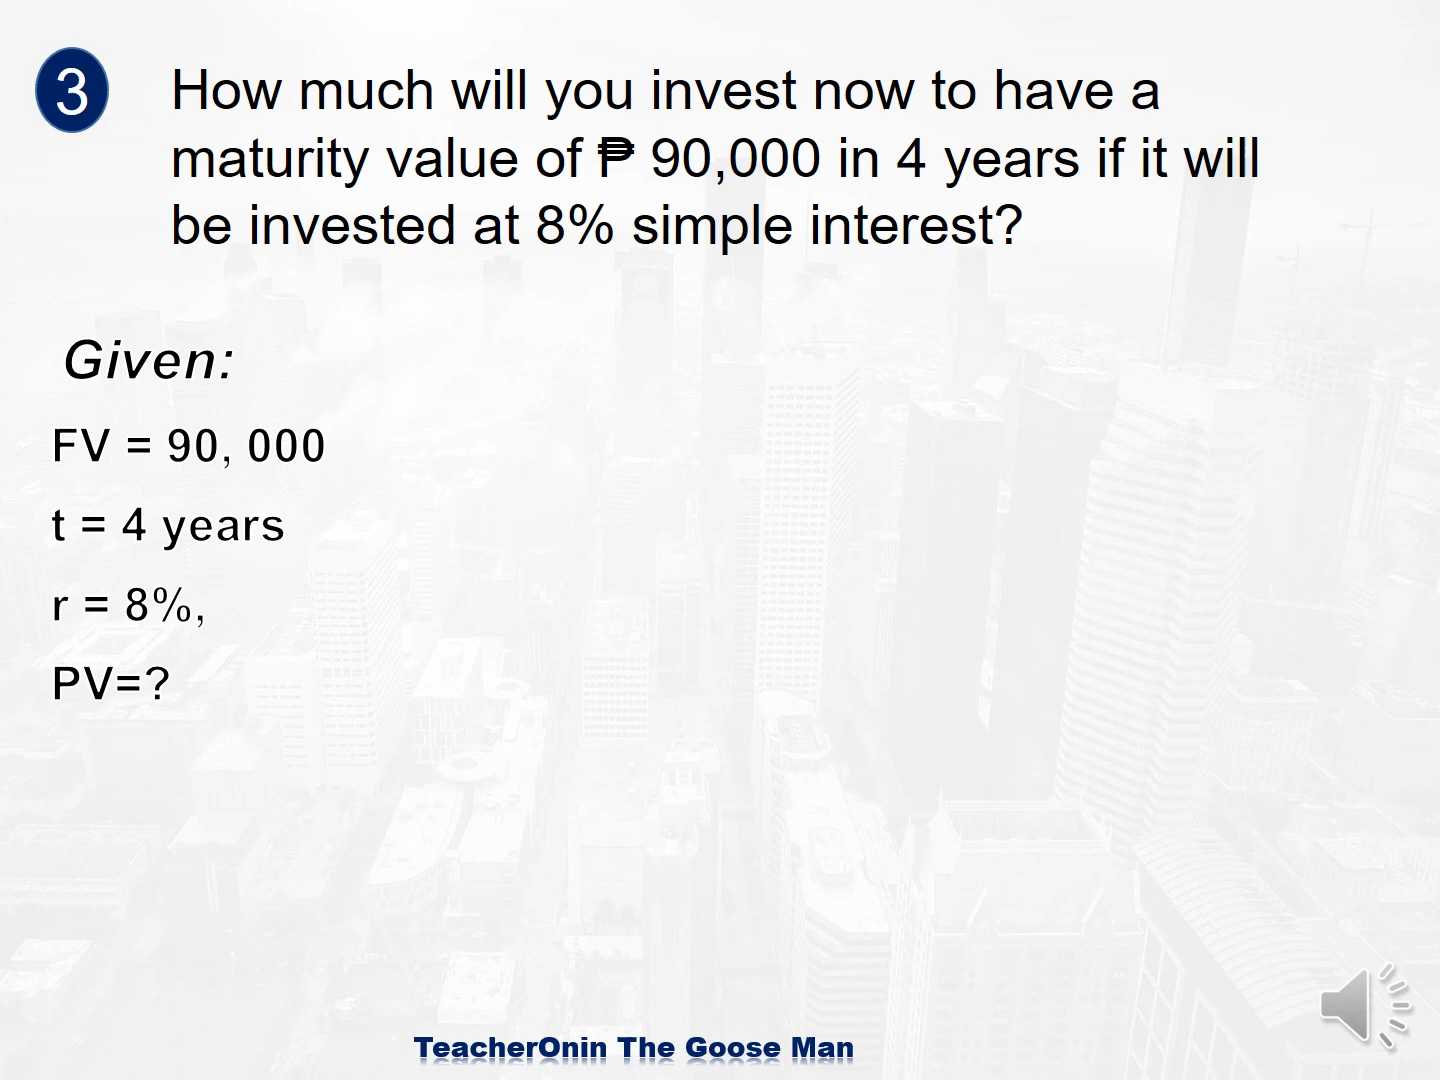 3
How much will you invest now to have a
maturity value of ₱ 90,000 in 4 years if it will
be invested at 8% simple interest?
Given:
FV = 90, 000
t = 4 years
r = 8%,
PV=?
TeacherOnin The Goose Man